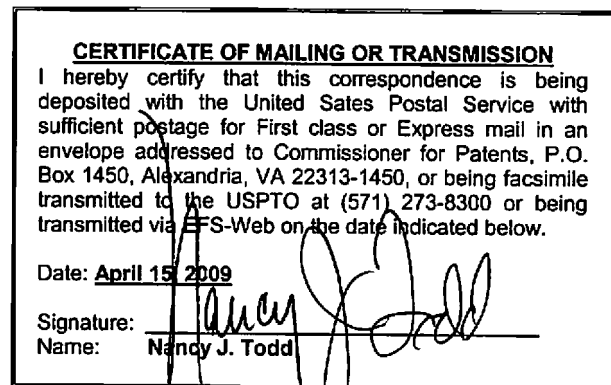 CERTIFICATE OF MAILING OR TRANSMISSION
I hereby certify that this correspondence is being
deposited with the United Sates Postal Service with
sufficient postage for First class or Express mail in an
envelope addressed to Commissioner for Patents, P.O.
Box 1450, Alexandria, VA 22313-1450, or being facsimile
transmitted to the USPTO at (571) 273-8300 or being
transmitted via EFS-Web on the date indicated below.
Date: April 15, 2009
Signature: Nancy J. Todd
Name: Nancy J. Todd